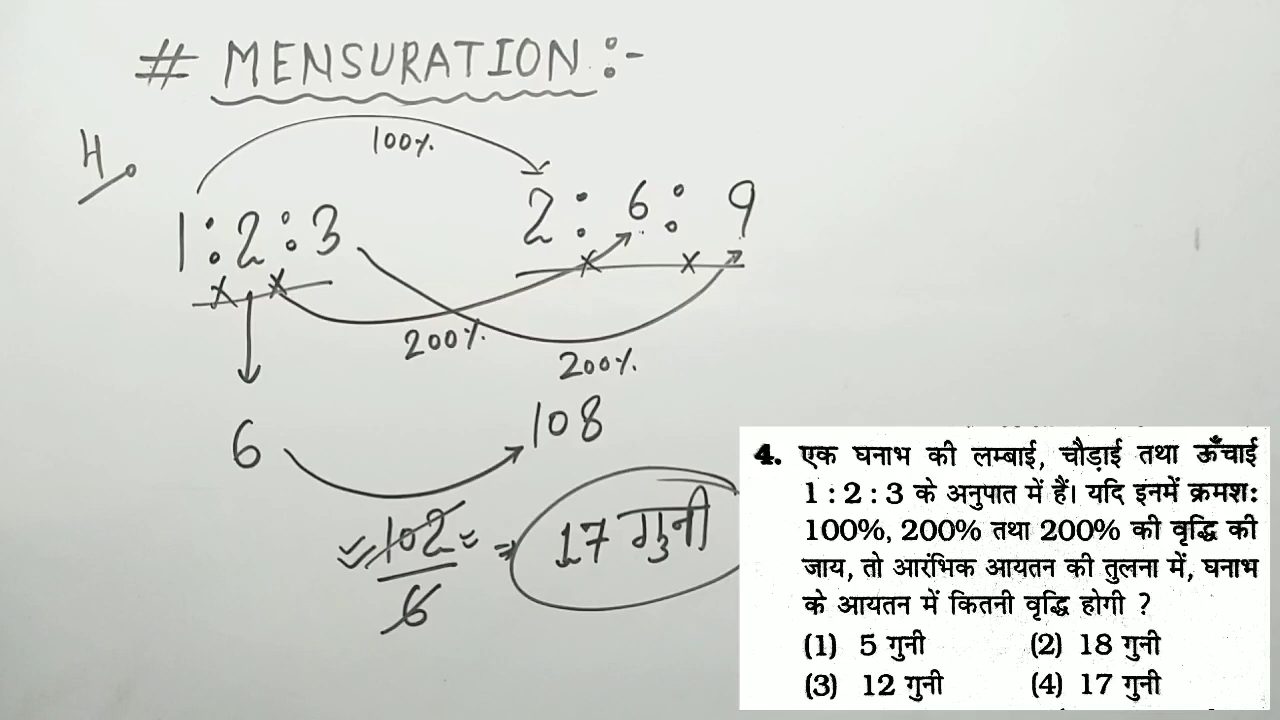 # MENSURATION :-
4.
100%
1:2:3
2:6:9
200%
200%
6
108
102
6
17 गुनी
4. एक घनाभ की लम्बाई, चौड़ाई तथा ऊँचाई
1 : 2 : 3 के अनुपात में हैं। यदि इनमें क्रमश:
100%, 200% तथा 200% की वृद्धि की
जाय, तो आरंभिक आयतन की तुलना में, घनाभ
के आयतन में कितनी वृद्धि होगी ?
(1) 5 गुनी (2) 18 गुनी
(3) 12 गुनी (4) 17 गुनी